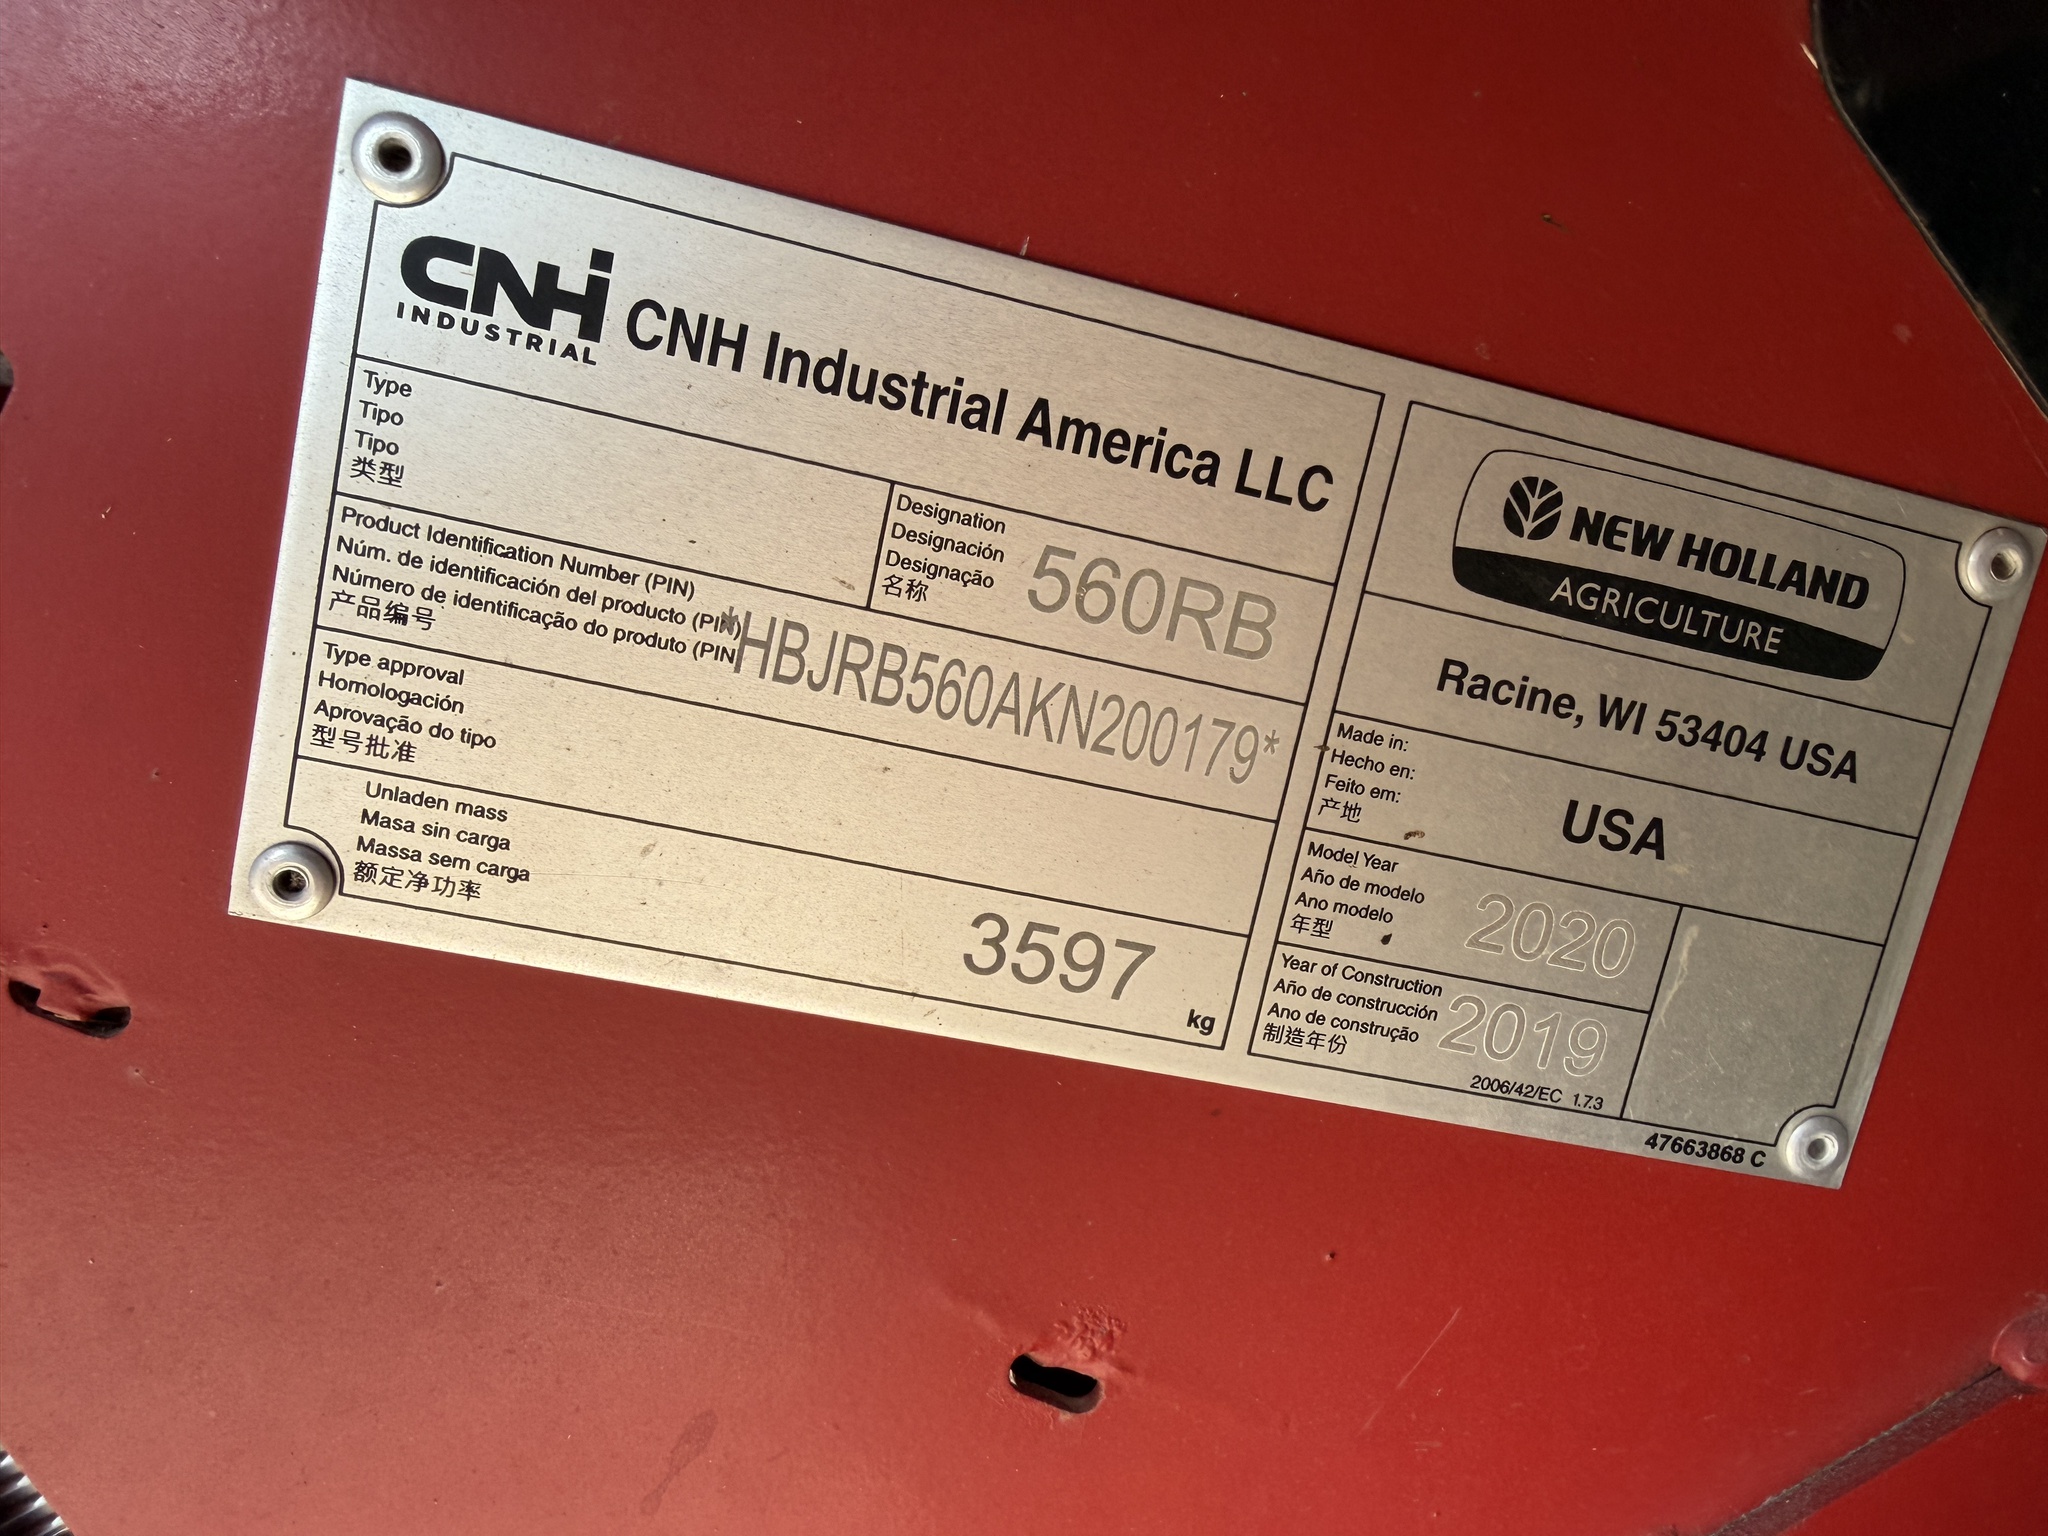 CNH
INDUSTRIAL
CNH Industrial America LLC
Type
Tipo
Tipo
类型
Designation
Designación
Designação
名称
560RB
Product Identification Number (PIN)
Núm. de identificación del producto (PIN)
Número de identificação do produto (PIN
产品编号
*HBJRB560AKN200179*
Type approval
Homologación
Aprovação do tipo
型号批准
Unladen mass
Masa sin carga
Massa sem carga
额定净功率
3597
kg
NEW HOLLAND
AGRICULTURE
Racine, WI 53404 USA
Made in:
Hecho en:
Feito em:
产地
USA
Model Year
Año de modelo
Ano modelo
年型
2020
Year of Construction
Año de construcción
Ano de construção
制造年份
2019
2006/42/EC 1.7.3
47663868 C